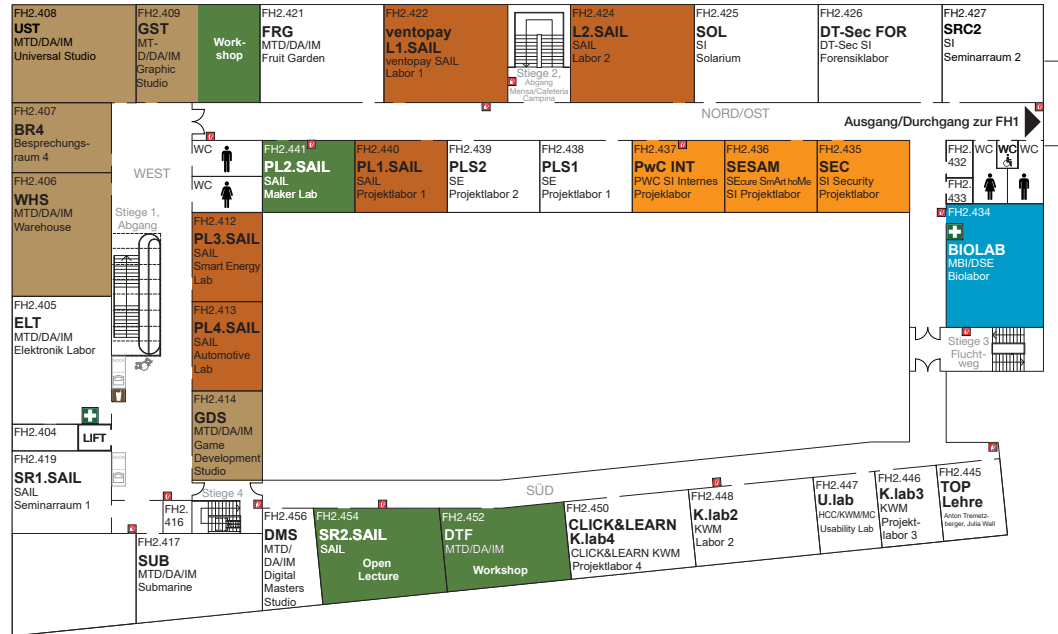 FH2.408
UST
MTD/DA/IM
Universal Studio
FH2.409
GST
MT-
D/DA/IM
Graphic
Studio
Work-
shop
FH2.421
FRG
MTD/DA/IM
Fruit Garden
FH2.422
ventopay
L1.SAIL
ventopay SAIL
Labor 1
Stiege 2,
Abgang
Mensa/Cafeteria
Campina
FH2.424
L2.SAIL
SAIL
Labor 2
FH2.425
SOL
SI
Solarium
FH2.426
DT-Sec FOR
DT-Sec SI
Forensiklabor
FH2.427
SRC2
SI
Seminarraum 2
NORD/OST
Ausgang/Durchgang zur FH1
FH2.407
BR4
Besprechungs-
raum 4
FH2.406
WHS
MTD/DA/IM
Warehouse
WEST
Stiege 1,
Abgang
WC
WC
FH2.441
PL2.SAIL
SAIL
Maker Lab
FH2.440
PL1.SAIL
SAIL
Projektlabor 1
FH2.439
PLS2
SE
Projektlabor 2
FH2.438
PLS1
SE
Projektlabor 1
FH2.437
PwC INT
PWC SI Internes
Projeklabor
FH2.436
SESAM
SEcure SmArthoMe
SI Projektlabor
FH2.435
SEC
SI Security
Projektlabor
FH2.
432
FH2.
433
WC
WC
WC
FH2.434
BIOLAB
MBI/DSE
Biolabor
Stiege 3
Flucht-
weg
FH2.412
PL3.SAIL
SAIL
Smart Energy
Lab
FH2.413
PL4.SAIL
SAIL
Automotive
Lab
FH2.414
GDS
MTD/DA/IM
Game
Development
Studio
FH2.405
ELT
MTD/DA/IM
Elektronik Labor
FH2.404
LIFT
FH2.419
SR1.SAIL
SAIL
Seminarraum 1
FH2.
416
Stiege 4
SÜD
FH2.417
SUB
MTD/DA/IM
Submarine
FH2.456
DMS
MTD/
DA/IM
Digital
Masters
Studio
FH2.454
SR2.SAIL
SAIL
Open
Lecture
FH2.452
DTF
MTD/DA/IM
Workshop
FH2.450
CLICK&LEARN
K.lab4
CLICK&LEARN KWM
Projektlabor 4
FH2.448
K.lab2
KWM
Labor 2
FH2.447
U.lab
HCC/KWM/MC
Usability Lab
FH2.446
K.lab3
KWM
Projekt-
labor 3
FH2.445
TOP
Lehre
Anton Tremetz-
berger, Julia Wall